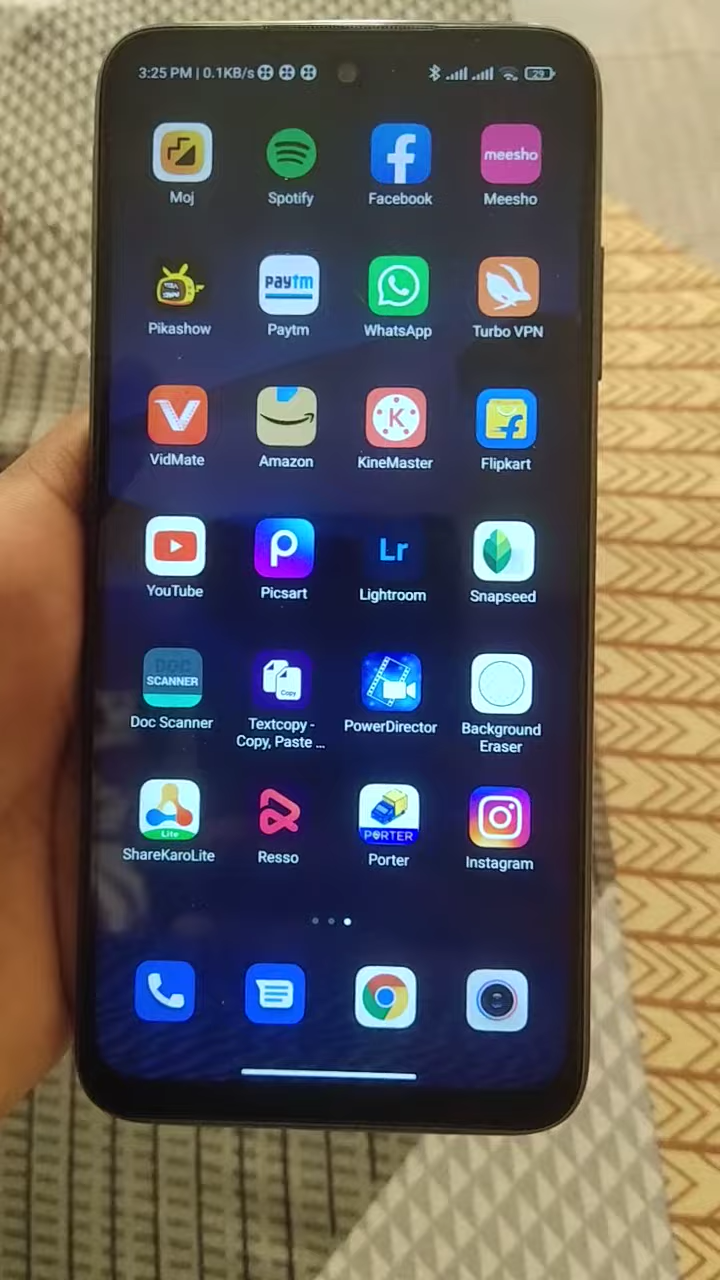 3:25 PM | 0.1KB/s
29
Moj
Spotify
Facebook
meesho
Meesho
Pikashow
paytm
Paytm
WhatsApp
Turbo VPN
VidMate
Amazon
K
KineMaster
Flipkart
YouTube
Picsart
Lr
Lightroom
Snapseed
DOC
SCANNER
Doc Scanner
Copy
Textcopy -
Copy, Paste ...
PowerDirector
Background
Eraser
Lite
ShareKaroLite
Resso
PORTER
Porter
Instagram